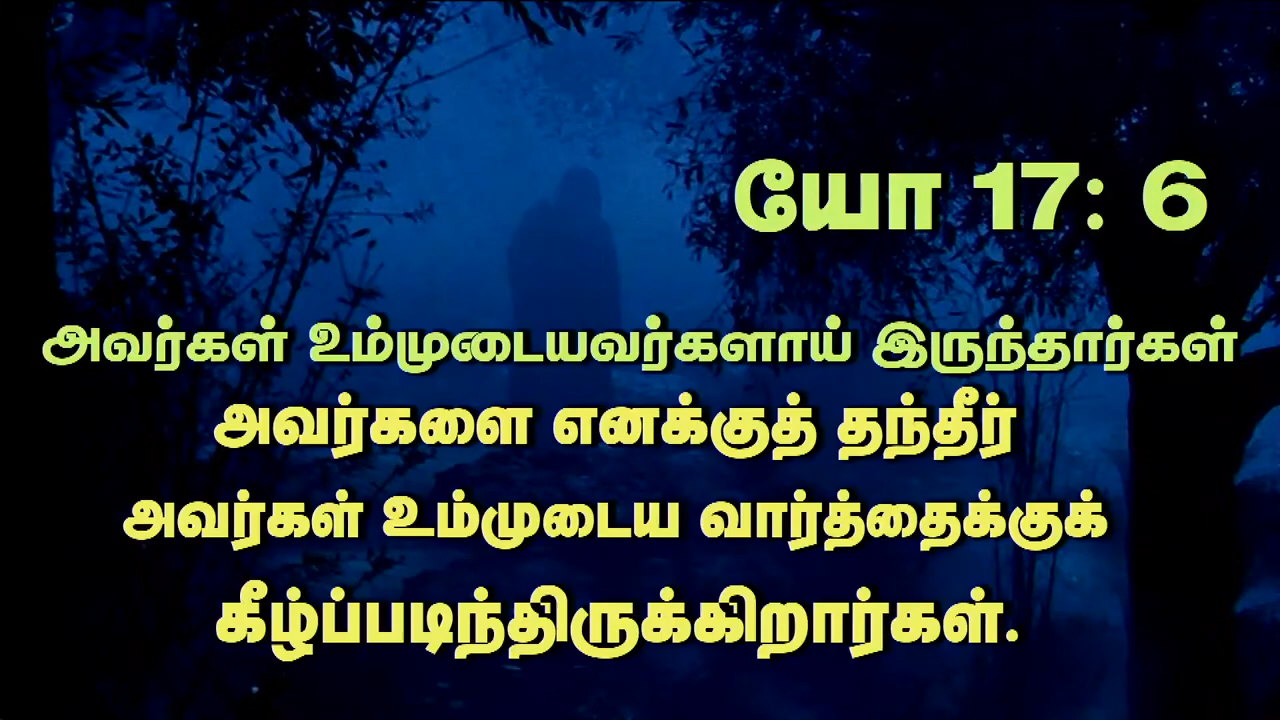 யோ 17: 6
அவர்கள் உம்முடையவர்களாய் இருந்தார்கள்
அவர்களை எனக்குத் தந்தீர்
அவர்கள் உம்முடைய வார்த்தைக்குக்
கீழ்ப்படிந்திருக்கிறார்கள்.